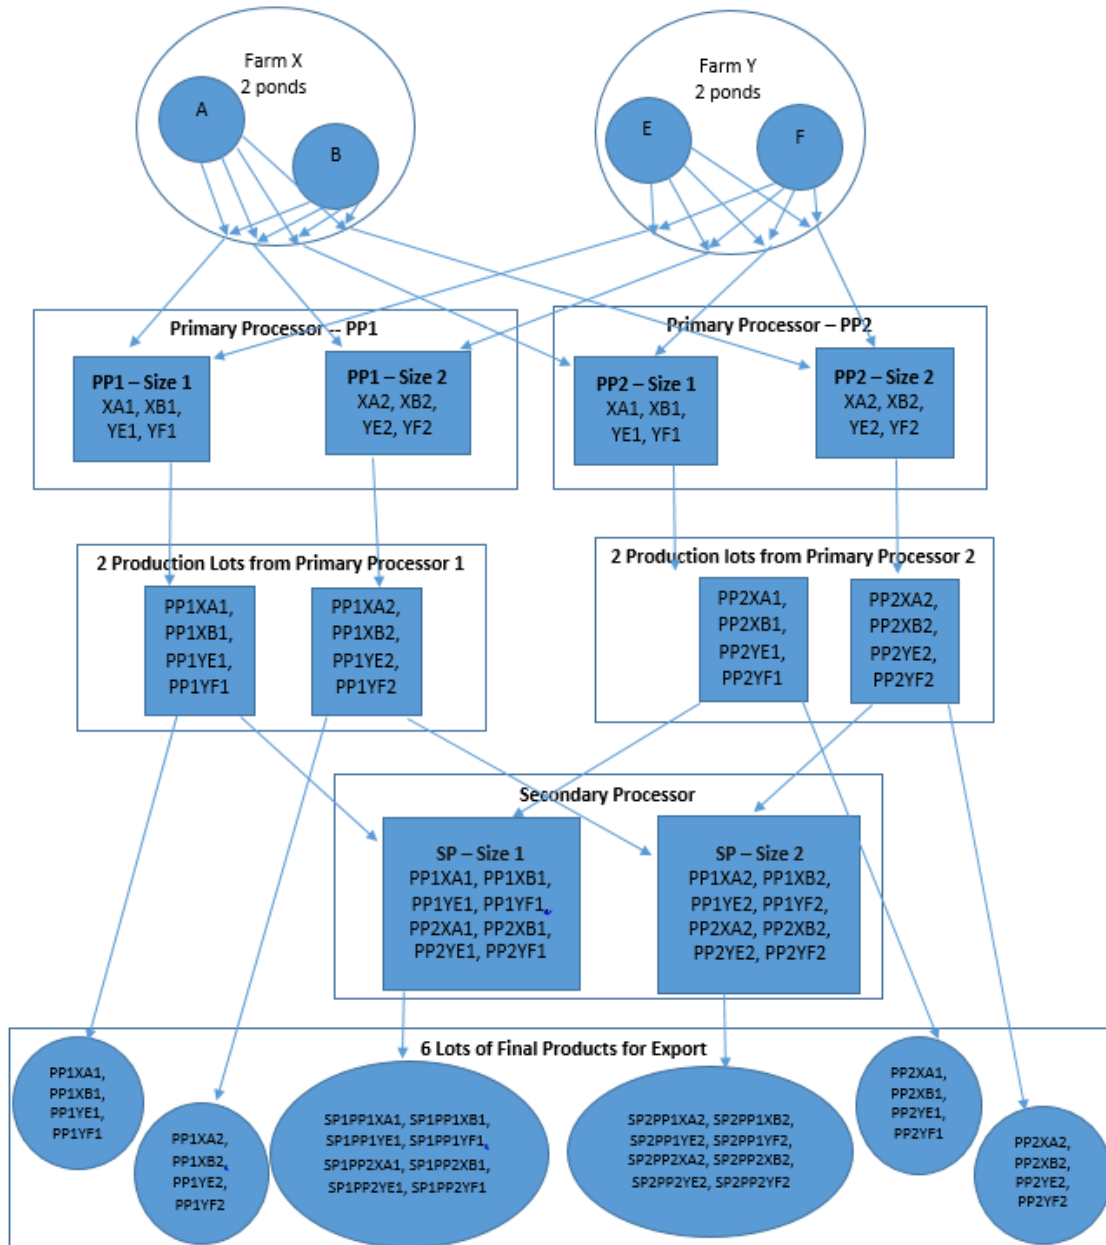 Farm X
2 ponds
A
B
Farm Y
2 ponds
E
F
Primary Processor -- PP1
PP1 – Size 1
XA1, XB1,
YE1, YF1
PP1 – Size 2
XA2, XB2,
YE2, YF2
Primary Processor – PP2
PP2 – Size 1
XA1, XB1,
YE1, YF1
PP2 – Size 2
XA2, XB2,
YE2, YF2
2 Production Lots from Primary Processor 1
PP1XA1,
PP1XB1,
PP1YE1,
PP1YF1
PP1XA2,
PP1XB2,
PP1YE2,
PP1YF2
2 Production lots from Primary Processor 2
PP2XA1,
PP2XB1,
PP2YE1,
PP2YF1
PP2XA2,
PP2XB2,
PP2YE2,
PP2YF2
Secondary Processor
SP – Size 1
PP1XA1, PP1XB1,
PP1YE1, PP1YF1,
PP2XA1, PP2XB1,
PP2YE1, PP2YF1
SP – Size 2
PP1XA2, PP1XB2,
PP1YE2, PP1YF2,
PP2XA2, PP2XB2,
PP2YE2, PP2YF2
6 Lots of Final Products for Export
PP1XA1,
PP1XB1,
PP1YE1,
PP1YF1
PP1XA2,
PP1XB2,
PP1YE2,
PP1YF2
SP1PP1XA1, SP1PP1XB1,
SP1PP1YE1, SP1PP1YF1,
SP1PP2XA1, SP1PP2XB1,
SP1PP2YE1, SP1PP2YF1
SP2PP1XA2, SP2PP1XB2,
SP2PP1YE2, SP2PP1YF2,
SP2PP2XA2, SP2PP2XB2,
SP2PP2YE2, SP2PP2YF2
PP2XA1,
PP2XB1,
PP2YE1,
PP2YF1
PP2XA2,
PP2XB2,
PP2YE2,
PP2YF2